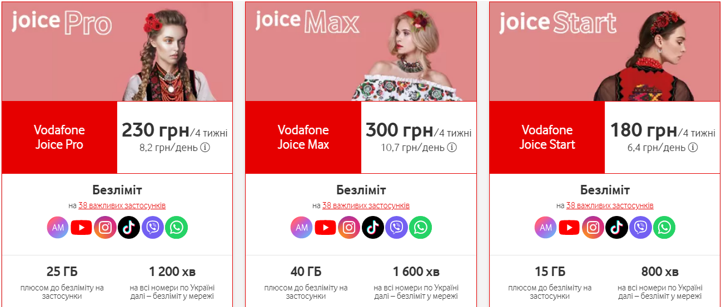 joice Pro
Vodafone
Joice Pro
230 грн/4 тижні
8,2 грн/день
Безліміт
на 38 важливих застосунків
AM
25 ГБ
плюсом до безліміту на
застосунки
1 200 хв
на всі номери по Україні
далі – безліміт у мережі
joice Max
Vodafone
Joice Max
300 грн/4 тижні
10,7 грн/день
Безліміт
на 38 важливих застосунків
AM
40 ГБ
плюсом до безліміту на
застосунки
1 600 хв
на всі номери по Україні
далі – безліміт у мережі
joice Start
Vodafone
Joice Start
180 грн/4 тижні
6,4 грн/день
Безліміт
на 38 важливих застосунків
AM
15 ГБ
плюсом до безліміту на
застосунки
800 хв
на всі номери по Україні
далі – безліміт у мережі